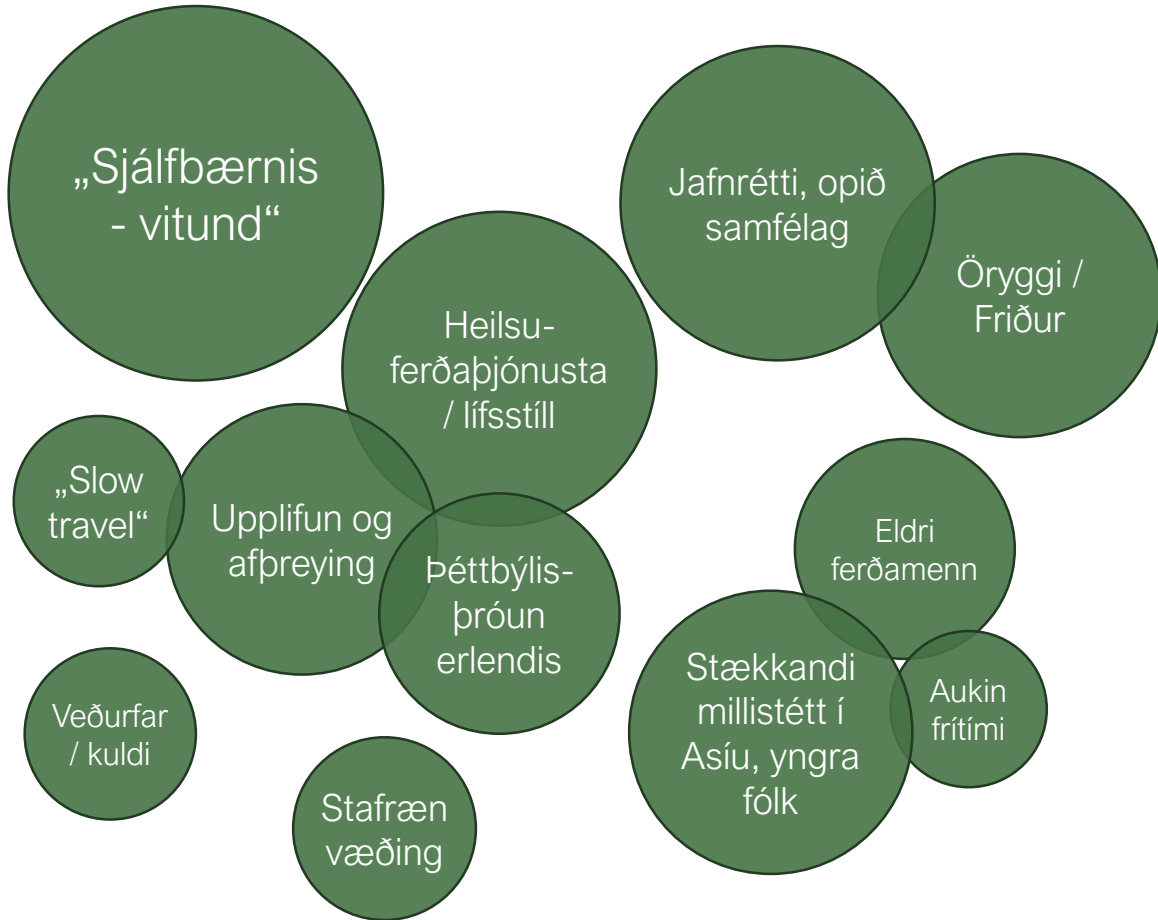 „Sjálfbærnis
- vitund“
Jafnrétti, opið
samfélag
Öryggi /
Friður
Heilsu-
ferðaþjónusta
/ lífsstíll
„Slow
travel“
Upplifun og
afþreying
Þéttbýlis-
þróun
erlendis
Eldri
ferðamenn
Stækkandi
millistétt í
Asíu, yngra
fólk
Aukin
frítími
Veðurfar
/ kuldi
Stafræn
væðing